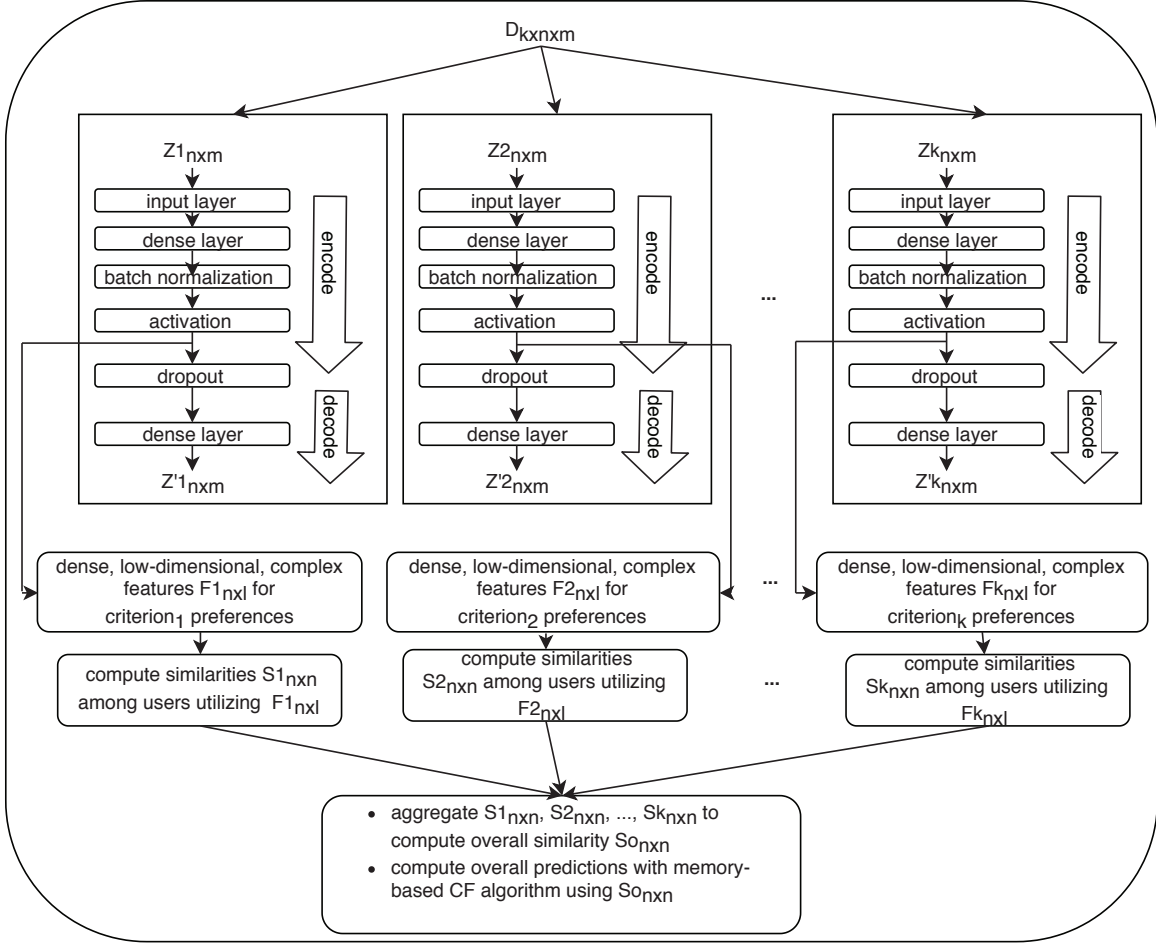 D_kxnxm
Z1_nxm
input layer
dense layer
batch normalization
activation
dropout
dense layer
Z'1_nxm
encode
decode
Z2_nxm
input layer
dense layer
batch normalization
activation
dropout
dense layer
Z'2_nxm
encode
decode
...
Zk_nxm
input layer
dense layer
batch normalization
activation
dropout
dense layer
Z'k_nxm
encode
decode
dense, low-dimensional, complex
features F1_nxl for
criterion_1 preferences
dense, low-dimensional, complex
features F2_nxl for
criterion_2 preferences
...
dense, low-dimensional, complex
features Fk_nxl for
criterion_k preferences
compute similarities S1_nxn
among users utilizing F1_nxl
compute similarities
S2_nxn among users utilizing
F2_nxl
...
compute similarities
Sk_nxn among users utilizing
Fk_nxl
• aggregate S1_nxn, S2_nxn, ..., Sk_nxn to
compute overall similarity So_nxn
• compute overall predictions with memory-
based CF algorithm using So_nxn